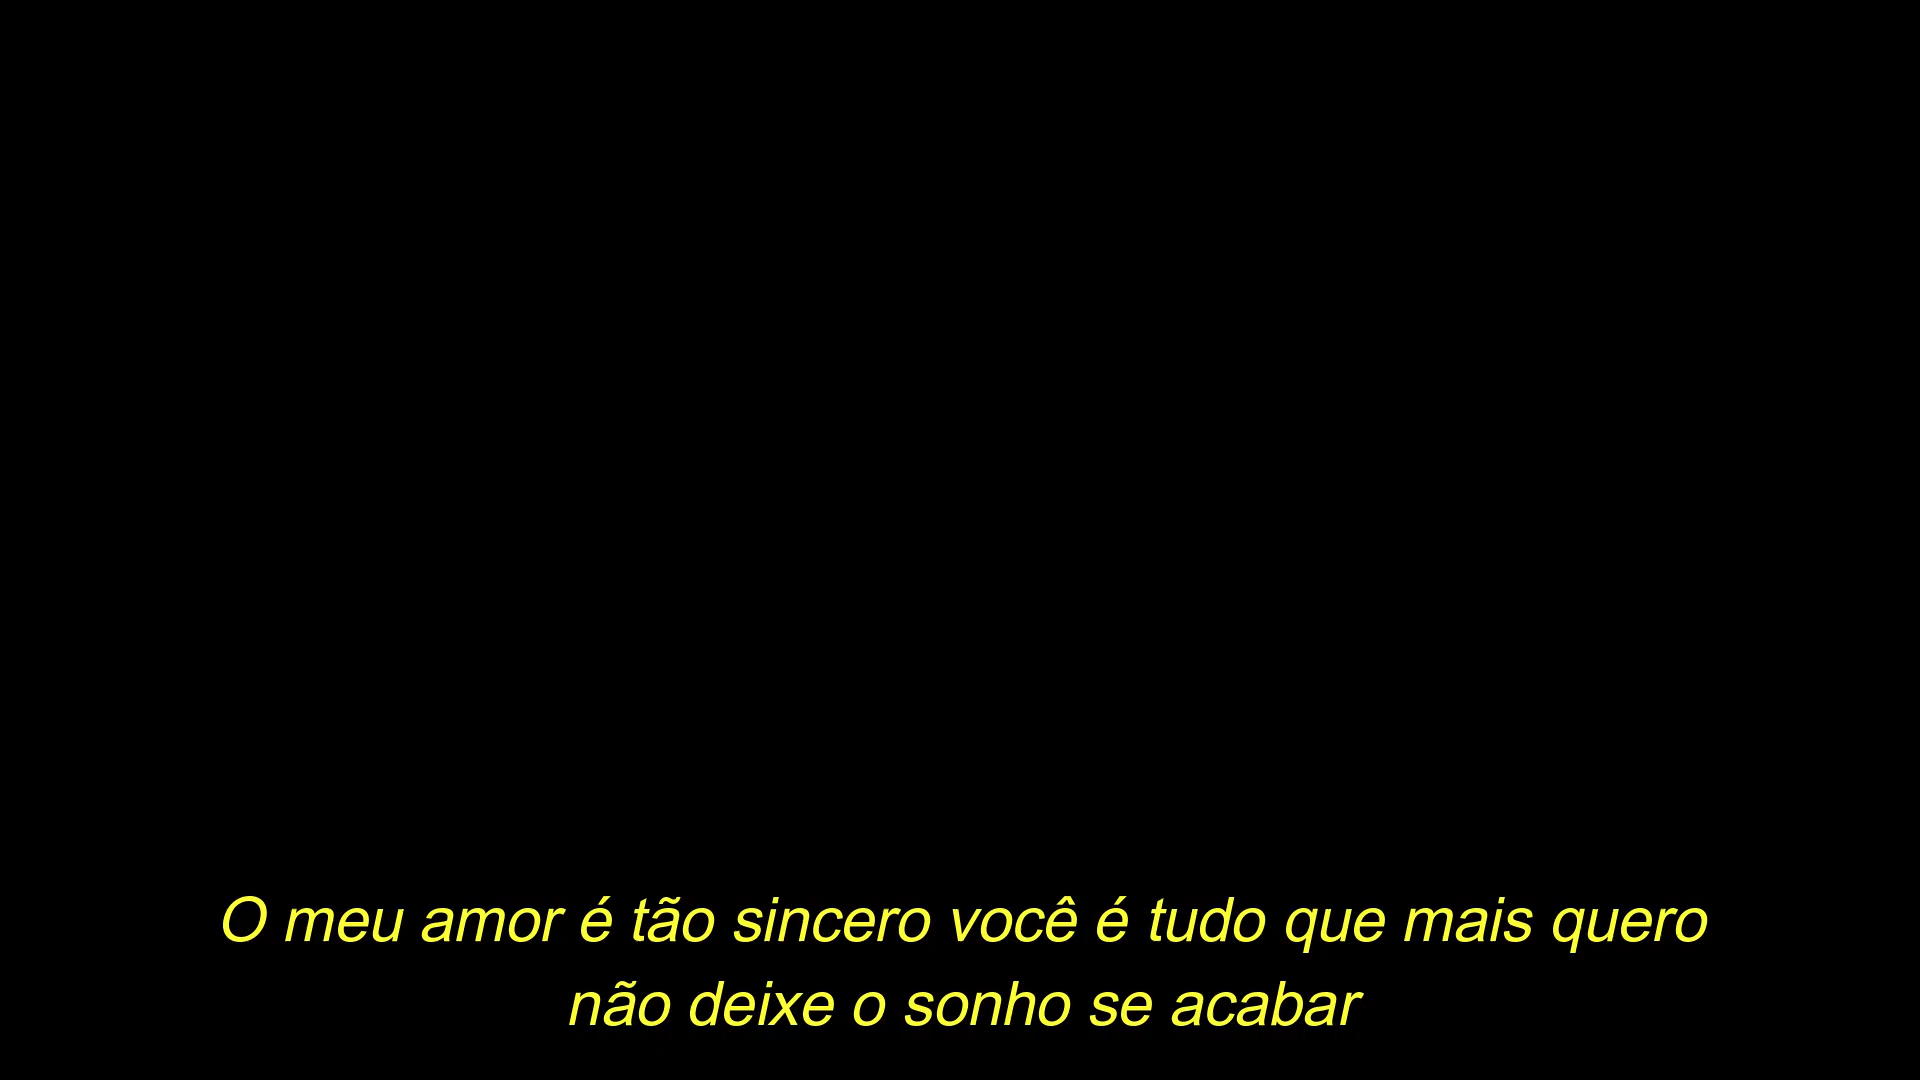 O meu amor é tão sincero você é tudo que mais quero
não deixe o sonho se acabar